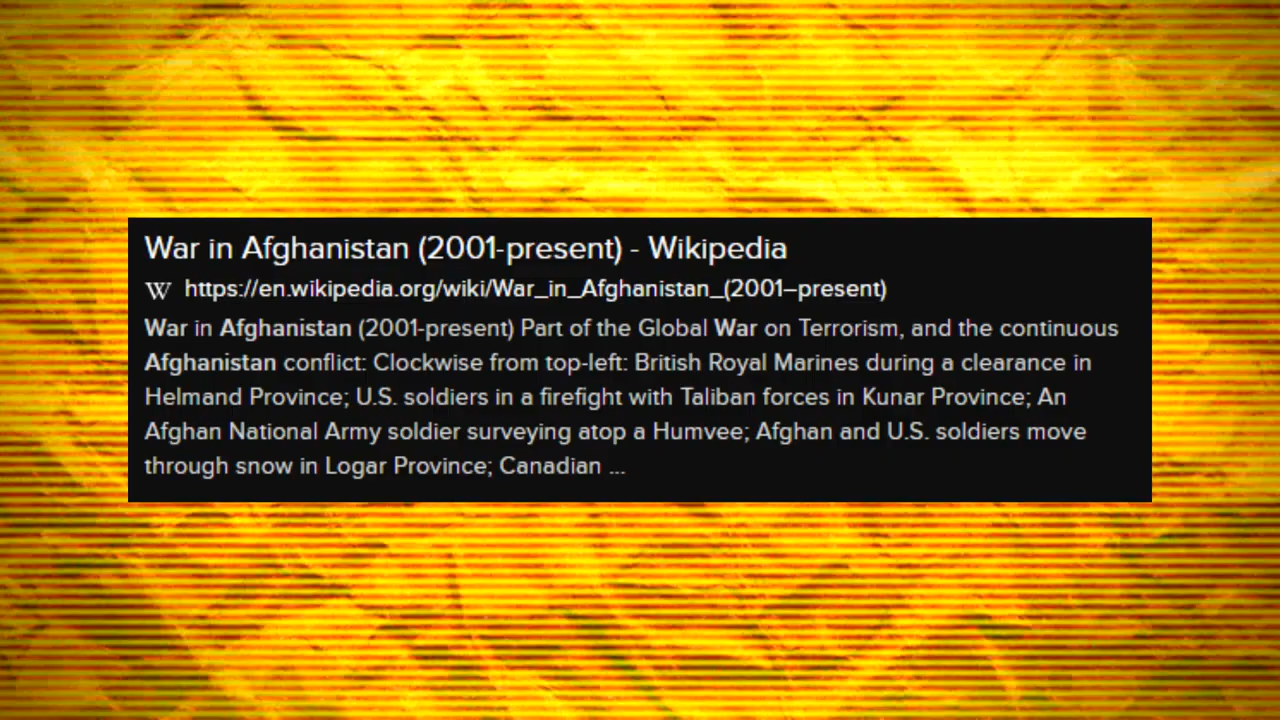 War in Afghanistan (2001-present) - Wikipedia
W https://en.wikipedia.org/wiki/War_in_Afghanistan_(2001–present)
War in Afghanistan (2001-present) Part of the Global War on Terrorism, and the continuous
Afghanistan conflict: Clockwise from top-left: British Royal Marines during a clearance in
Helmand Province; U.S. soldiers in a firefight with Taliban forces in Kunar Province; An
Afghan National Army soldier surveying atop a Humvee; Afghan and U.S. soldiers move
through snow in Logar Province; Canadian ...